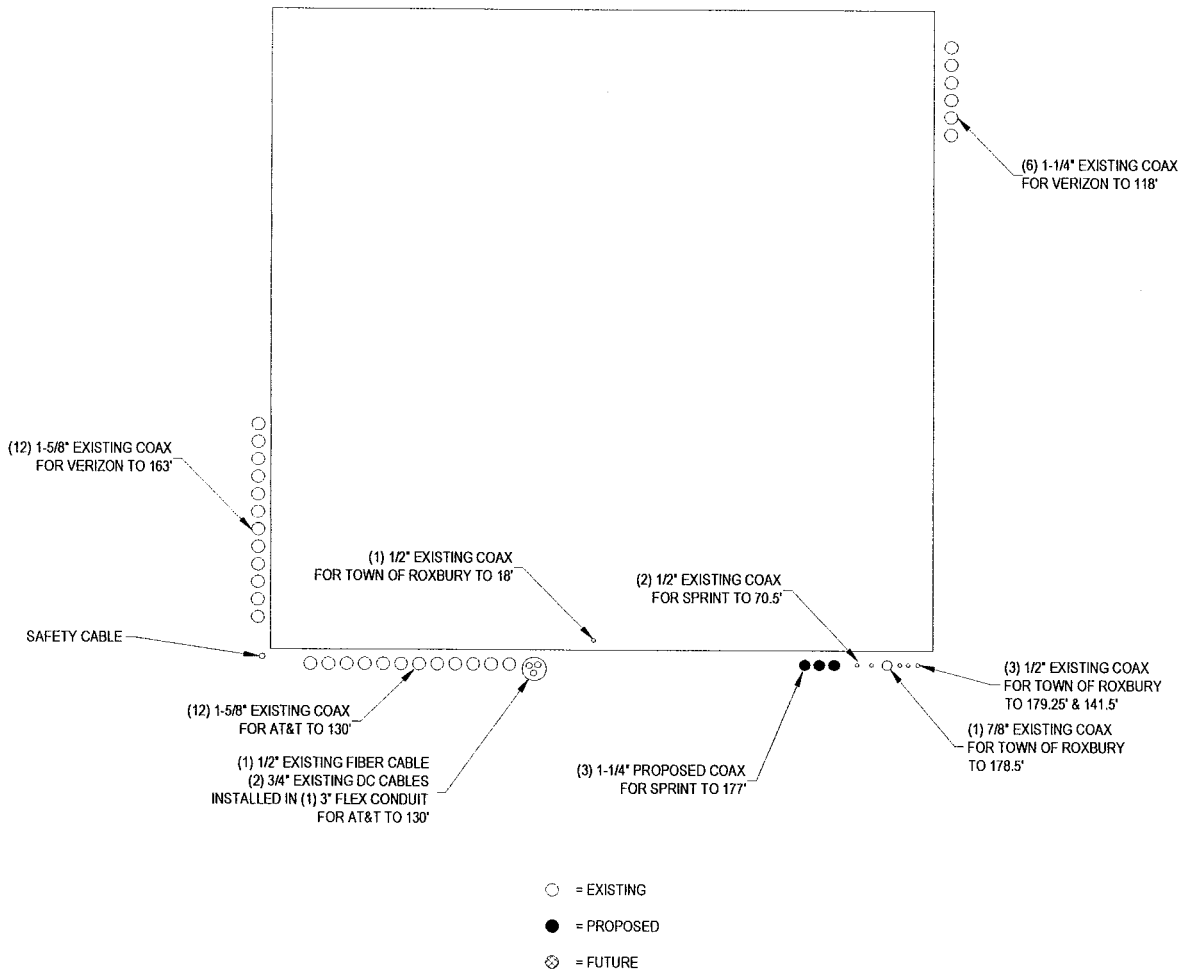 (6) 1-1/4" EXISTING COAX
FOR VERIZON TO 118'
(12) 1-5/8" EXISTING COAX
FOR VERIZON TO 163'
(1) 1/2" EXISTING COAX
FOR TOWN OF ROXBURY TO 18'
(2) 1/2" EXISTING COAX
FOR SPRINT TO 70.5'
SAFETY CABLE
(3) 1/2" EXISTING COAX
FOR TOWN OF ROXBURY
TO 179.25' & 141.5'
(12) 1-5/8" EXISTING COAX
FOR AT&T TO 130'
(1) 7/8" EXISTING COAX
FOR TOWN OF ROXBURY
TO 178.5'
(1) 1/2" EXISTING FIBER CABLE
(2) 3/4" EXISTING DC CABLES
INSTALLED IN (1) 3" FLEX CONDUIT
FOR AT&T TO 130'
(3) 1-1/4" PROPOSED COAX
FOR SPRINT TO 177'
= EXISTING
= PROPOSED
= FUTURE